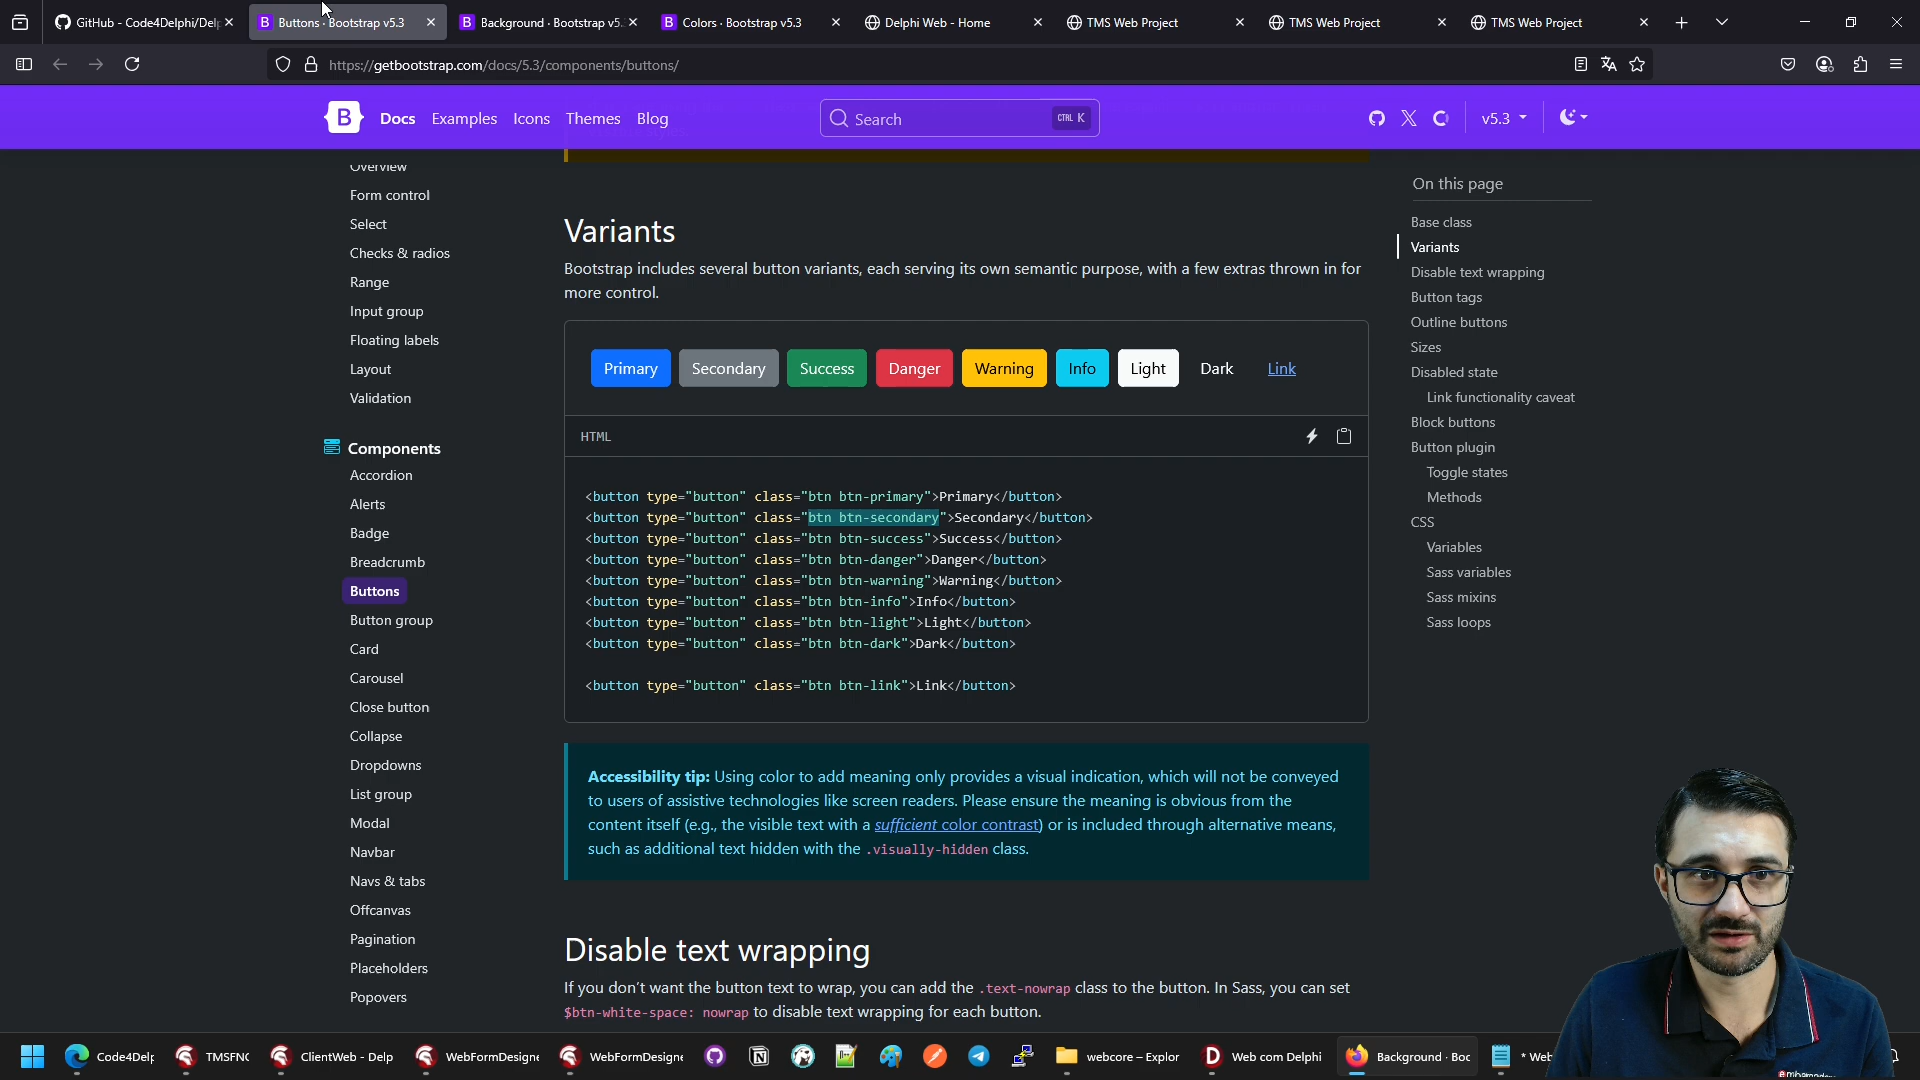 GitHub - Code4Delphi/Del
Buttons · Bootstrap v5.3
Background · Bootstrap v5.
Colors · Bootstrap v5.3
Delphi Web - Home
TMS Web Project
TMS Web Project
TMS Web Project
https://getbootstrap.com/docs/5.3/components/buttons/
B Docs Examples Icons Themes Blog
Search CTRL K
v5.3
Overview
Form control
Select
Checks & radios
Range
Input group
Floating labels
Layout
Validation
Components
Accordion
Alerts
Badge
Breadcrumb
Buttons
Button group
Card
Carousel
Close button
Collapse
Dropdowns
List group
Modal
Navbar
Navs & tabs
Offcanvas
Pagination
Placeholders
Popovers
Variants
Bootstrap includes several button variants, each serving its own semantic purpose, with a few extras thrown in for
more control.
Primary Secondary Success Danger Warning Info Light Dark Link
HTML
<button type="button" class="btn btn-primary">Primary</button>
<button type="button" class="btn btn-secondary">Secondary</button>
<button type="button" class="btn btn-success">Success</button>
<button type="button" class="btn btn-danger">Danger</button>
<button type="button" class="btn btn-warning">Warning</button>
<button type="button" class="btn btn-info">Info</button>
<button type="button" class="btn btn-light">Light</button>
<button type="button" class="btn btn-dark">Dark</button>
<button type="button" class="btn btn-link">Link</button>
Accessibility tip: Using color to add meaning only provides a visual indication, which will not be conveyed
to users of assistive technologies like screen readers. Please ensure the meaning is obvious from the
content itself (e.g., the visible text with a sufficient color contrast) or is included through alternative means,
such as additional text hidden with the .visually-hidden class.
Disable text wrapping
If you don't want the button text to wrap, you can add the .text-nowrap class to the button. In Sass, you can set
$btn-white-space: nowrap to disable text wrapping for each button.
On this page
Base class
Variants
Disable text wrapping
Button tags
Outline buttons
Sizes
Disabled state
Link functionality caveat
Block buttons
Button plugin
Toggle states
Methods
CSS
Variables
Sass variables
Sass mixins
Sass loops
Code4Delp
TMSFNC
ClientWeb - Delp
WebFormDesigne
WebFormDesigne
webcore – Explor
Web com Delphi
Background · Boc
* Wel